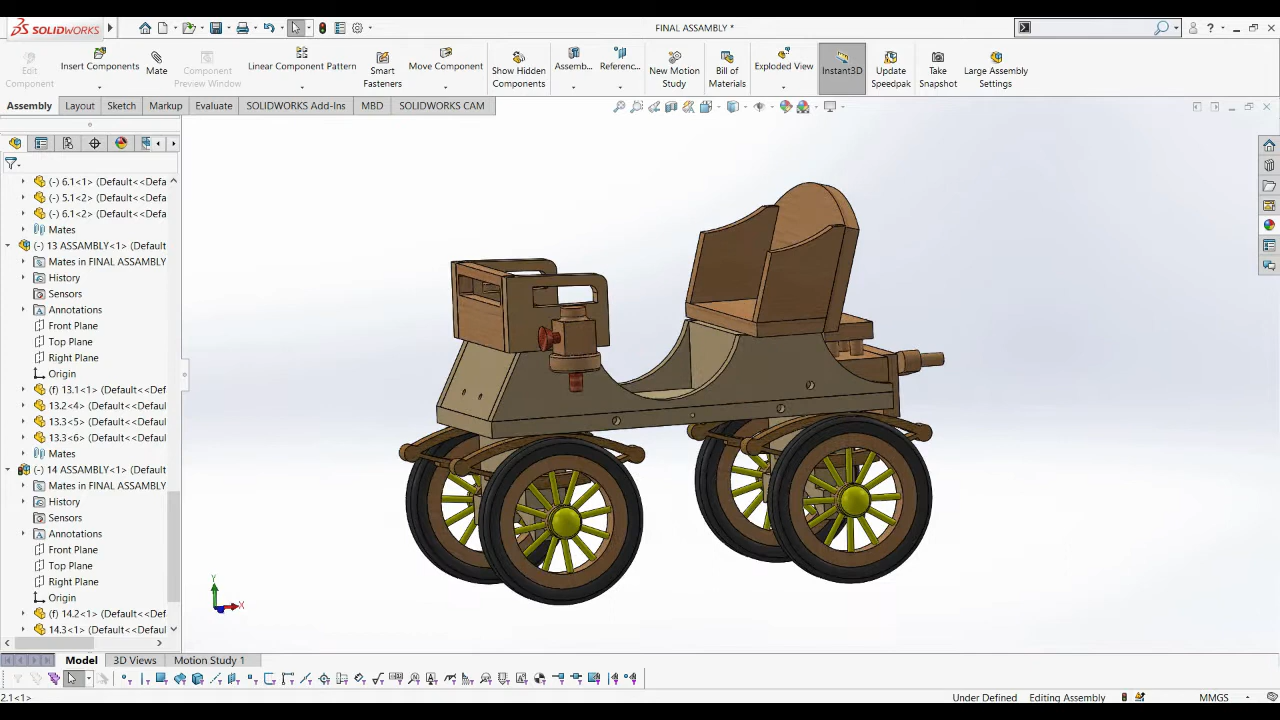 SOLIDWORKS
FINAL ASSEMBLY *
Edit Component
Insert Components
Mate
Component Preview Window
Linear Component Pattern
Smart Fasteners
Move Component
Show Hidden Components
Assemb...
Referenc...
New Motion Study
Bill of Materials
Exploded View
Instant3D
Update Speedpak
Take Snapshot
Large Assembly Settings
Assembly Layout Sketch Markup Evaluate SOLIDWORKS Add-Ins MBD SOLIDWORKS CAM
(-) 6.1<1> (Default<<Defa
(-) 5.1<2> (Default<<Defa
(-) 6.1<2> (Default<<Defa
Mates
(-) 13 ASSEMBLY<1> (Default
Mates in FINAL ASSEMBLY
History
Sensors
Annotations
Front Plane
Top Plane
Right Plane
Origin
(f) 13.1<1> (Default<<Defaul
13.2<4> (Default<<Default>
13.3<5> (Default<<Default>
13.3<6> (Default<<Default>
Mates
(-) 14 ASSEMBLY<1> (Default
Mates in FINAL ASSEMBLY
History
Sensors
Annotations
Front Plane
Top Plane
Right Plane
Origin
(f) 14.2<1> (Default<<Defaul
14.3<1> (Default<<Default>
Y
X
Model 3D Views Motion Study 1
2.1<1>
Under Defined Editing Assembly MMGS